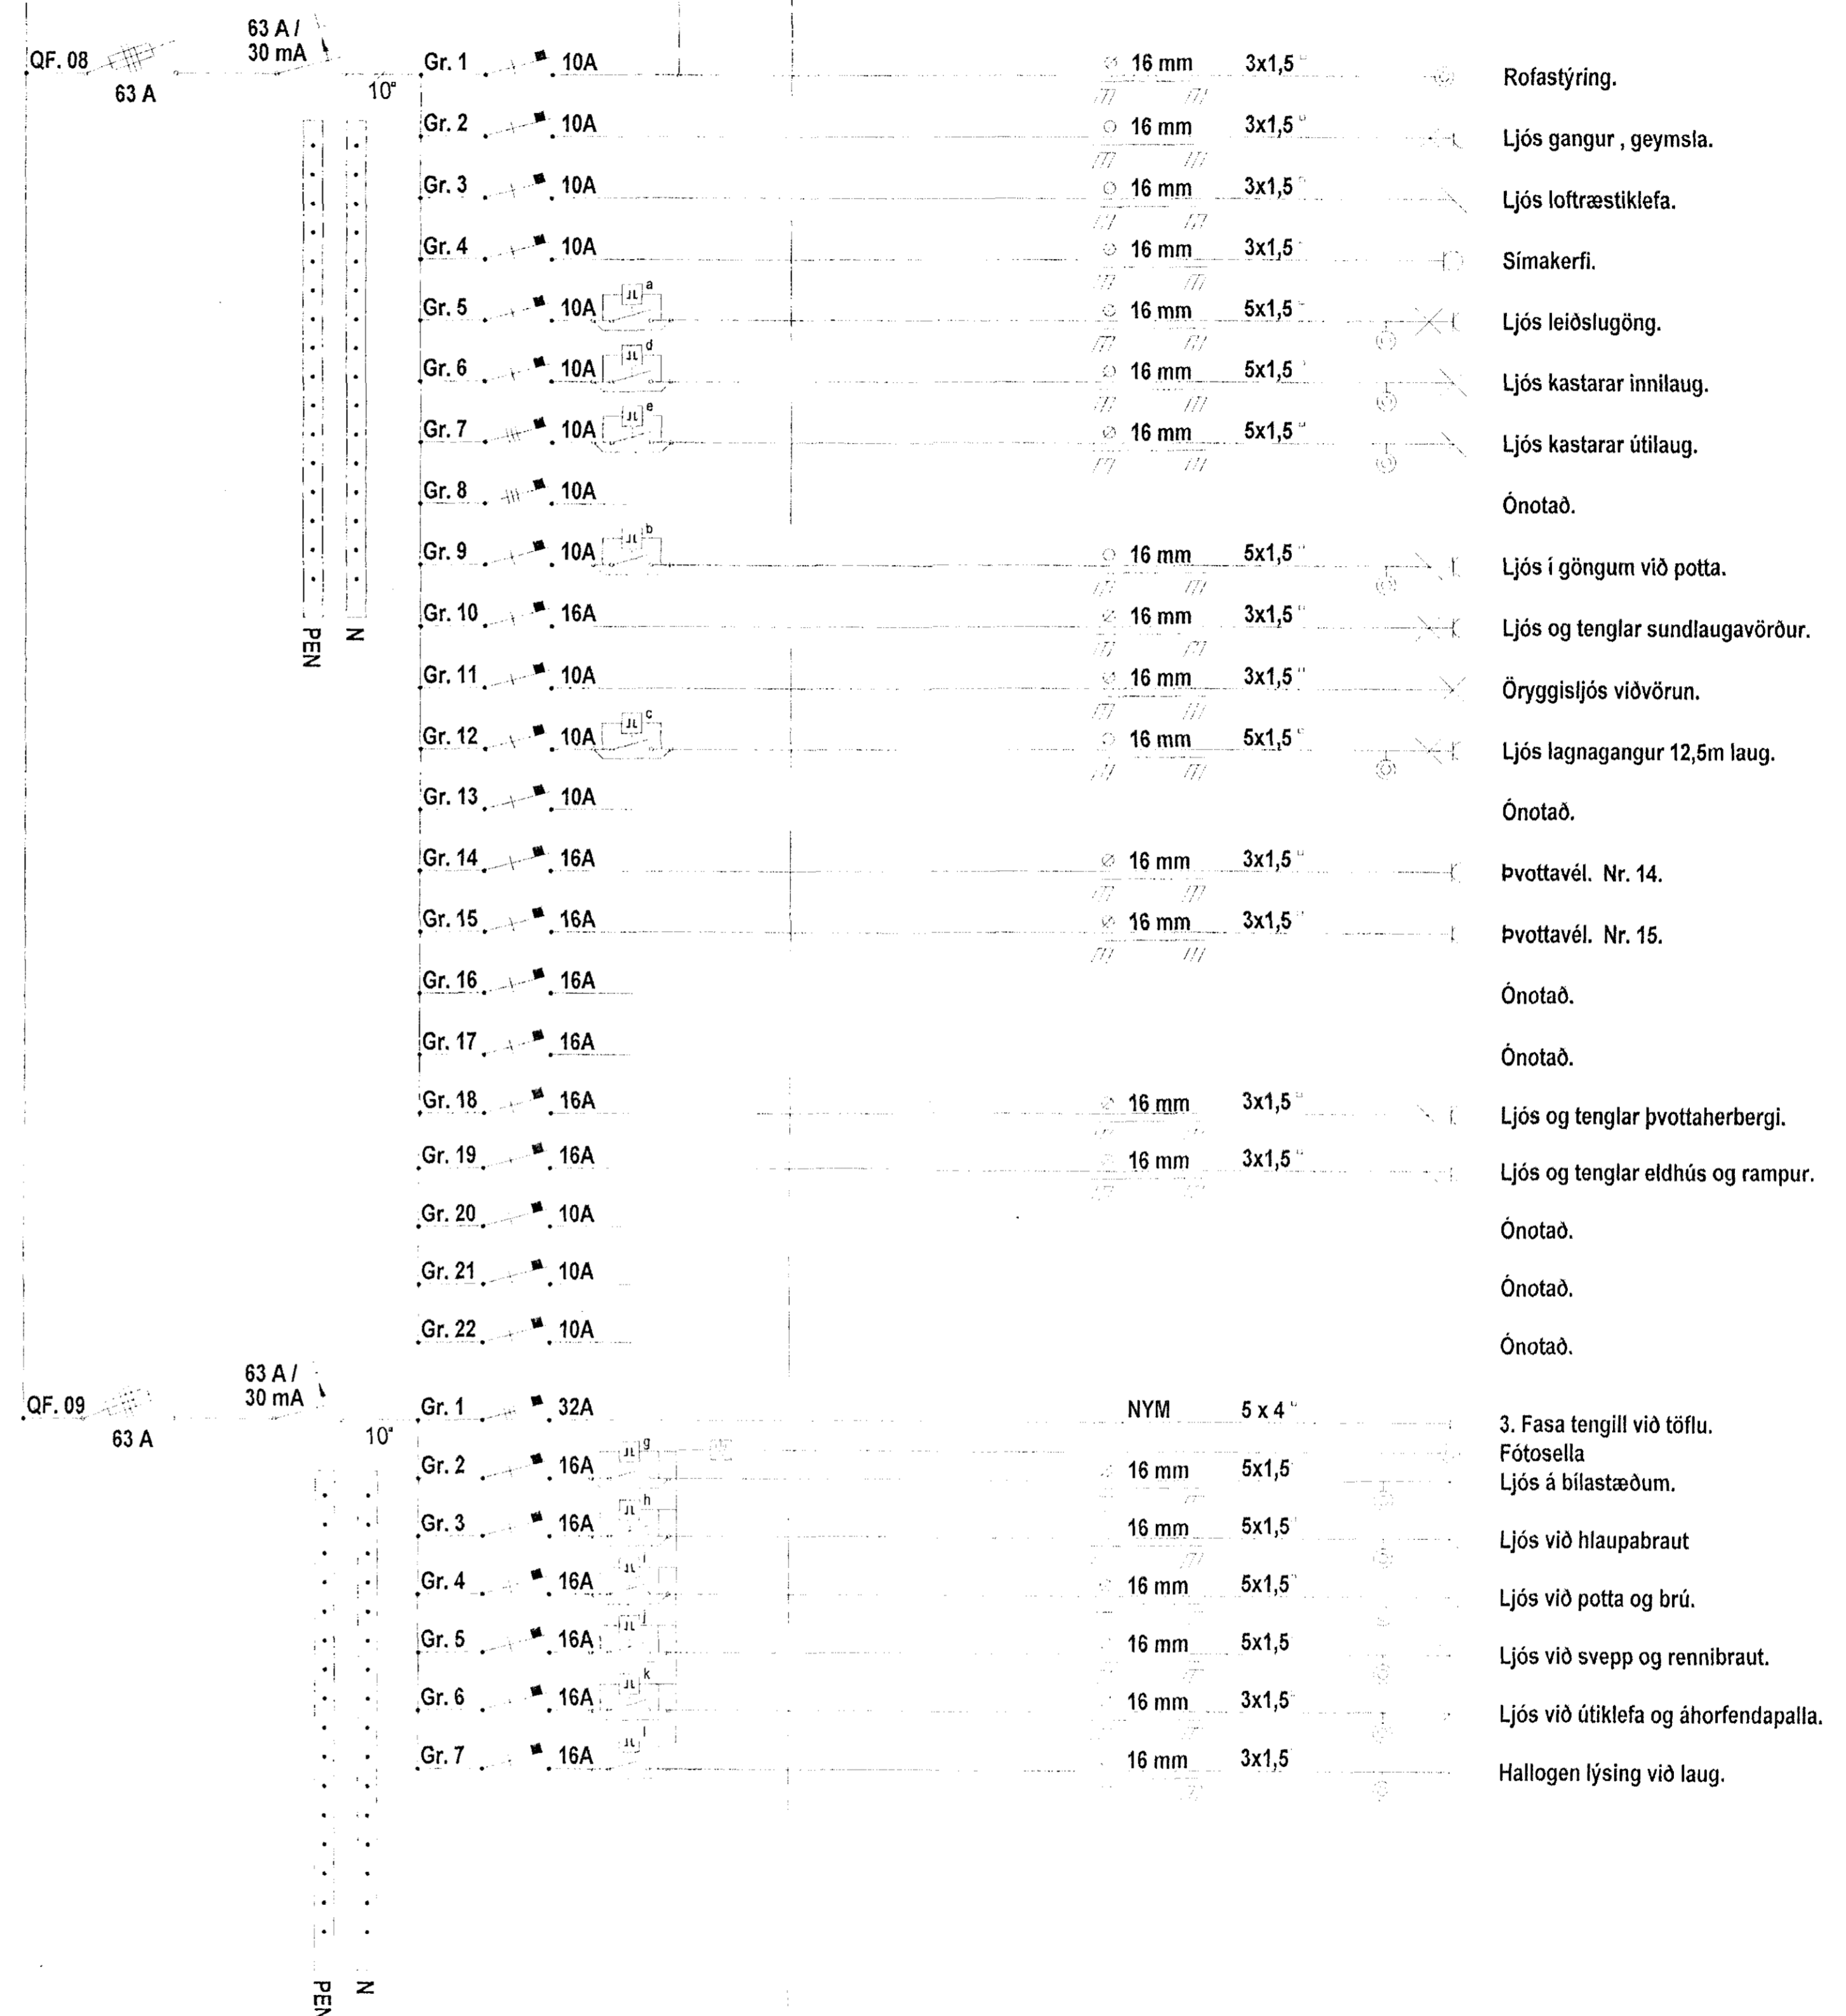 QF. 08 63 A / 30 mA
63 A 10"
Gr. 1 10A 16 mm 3x1,5 " Rofastýring.
Gr. 2 10A 16 mm 3x1,5 " Ljós gangur , geymsla.
Gr. 3 10A 16 mm 3x1,5 " Ljós loftræstiklefa.
Gr. 4 10A 16 mm 3x1,5 " Símakerfi.
Gr. 5 10A a 16 mm 5x1,5 " Ljós leiðslugöng.
Gr. 6 10A d 16 mm 5x1,5 " Ljós kastarar innilaug.
Gr. 7 10A e 16 mm 5x1,5 " Ljós kastarar útilaug.
Gr. 8 10A Ónotað.
Gr. 9 10A b 16 mm 5x1,5 " Ljós í göngum við potta.
Gr. 10 16A 16 mm 3x1,5 " Ljós og tenglar sundlaugavörður.
PEN N
Gr. 11 10A 16 mm 3x1,5 " Öryggisljós viðvörun.
Gr. 12 10A c 16 mm 5x1,5 " Ljós lagnagangur 12,5m laug.
Gr. 13 10A Ónotað.
Gr. 14 16A 16 mm 3x1,5 " Þvottavél. Nr. 14.
Gr. 15 16A 16 mm 3x1,5 " Þvottavél. Nr. 15.
Gr. 16 16A Ónotað.
Gr. 17 16A Ónotað.
Gr. 18 16A 16 mm 3x1,5 " Ljós og tenglar þvottaherbergi.
Gr. 19 16A 16 mm 3x1,5 " Ljós og tenglar eldhús og rampur.
Gr. 20 10A Ónotað.
Gr. 21 10A Ónotað.
Gr. 22 10A Ónotað.
QF. 09 63 A / 30 mA
63 A 10"
Gr. 1 32A NYM 5 x 4 " 3. Fasa tengill við töflu.
Fótosella
Gr. 2 16A g 16 mm 5x1,5 Ljós á bílastæðum.
Gr. 3 16A h 16 mm 5x1,5 Ljós við hlaupabraut
Gr. 4 16A i 16 mm 5x1,5 " Ljós við potta og brú.
Gr. 5 16A j 16 mm 5x1,5 Ljós við svepp og rennibraut.
Gr. 6 16A k 16 mm 3x1,5 Ljós við útiklefa og áhorfendapalla.
Gr. 7 16A l 16 mm 3x1,5 Hallogen lýsing við laug.
PEN N